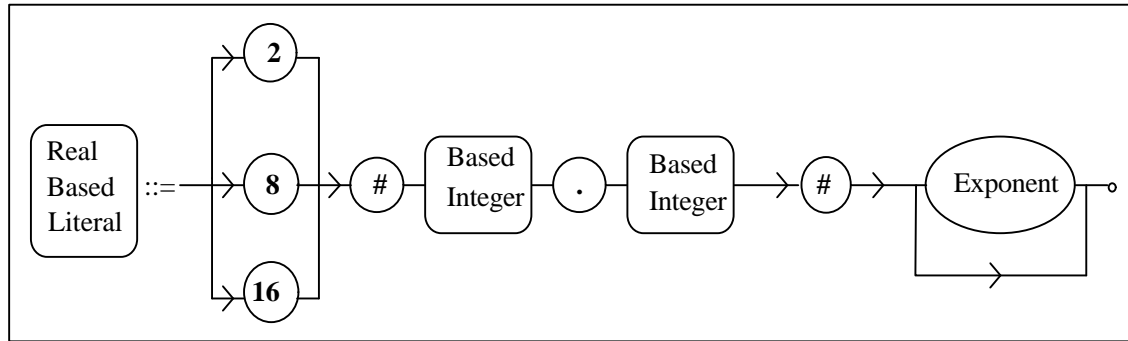 Real
Based
Literal
::=
2
8
16
#
Based
Integer
.
Based
Integer
#
Exponent